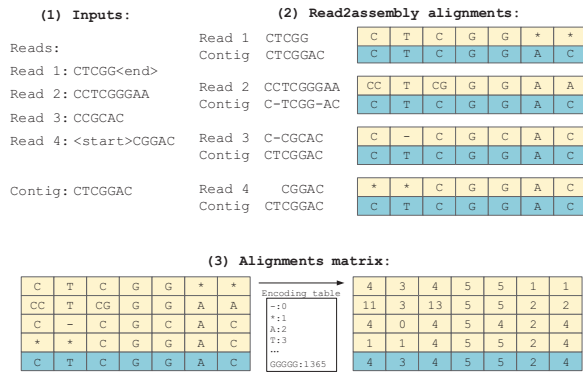 (1) Inputs:
Reads:
Read 1: CTCGG<end>
Read 2: CCTCGGGAA
Read 3: CCGCAC
Read 4: <start>CGGAC
Contig: CTCGGAC
(2) Read2assembly alignments:
Read 1 CTCGG
Contig CTCGGAC
C T C G G * *
C T C G G A C
Read 2 CCTCGGGAA
Contig C-TCGG-AC
CC T CG G G A A
C T C G G A C
Read 3 C-CGCAC
Contig CTCGGAC
C - C G C A C
C T C G G A C
Read 4 CGGAC
Contig CTCGGAC
* * C G G A C
C T C G G A C
(3) Alignments matrix:
C T C G G * *
CC T CG G G A A
C - C G C A C
* * C G G A C
C T C G G A C
Encoding table
-:0
*:1
A:2
T:3
…
GGGGG:1365
4 3 4 5 5 1 1
11 3 13 5 5 2 2
4 0 4 5 4 2 4
1 1 4 5 5 2 4
4 3 4 5 5 2 4